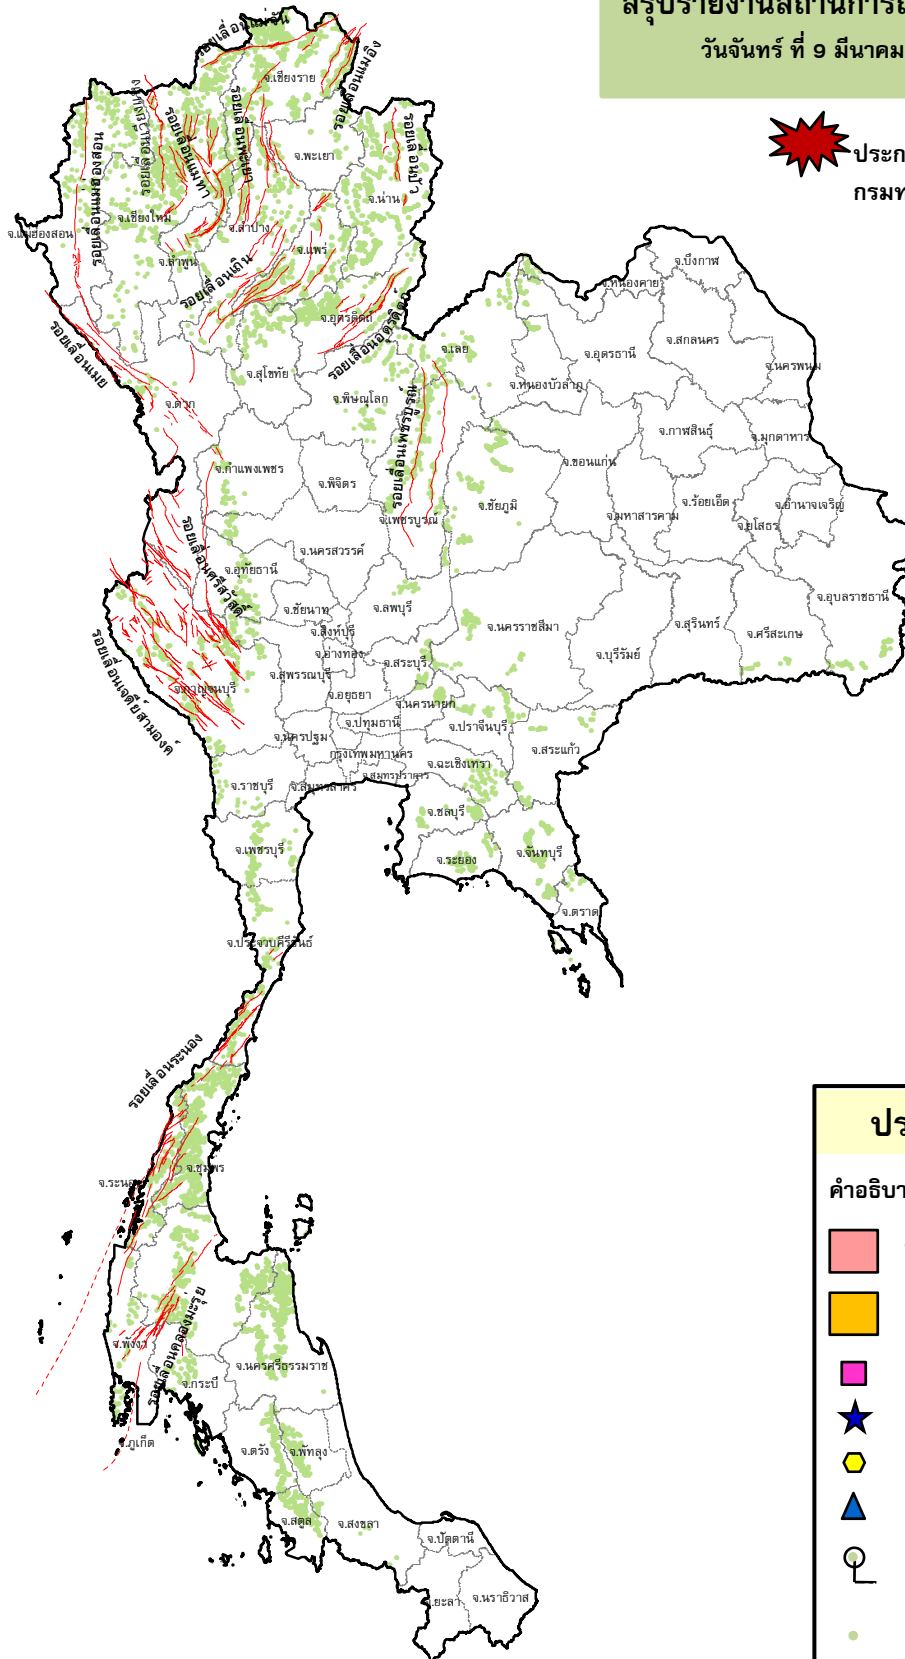 สรุปรายงานสถานการณ์
วันจันทร์ ที่ 9 มีนาคม
กรมท
รอยเลื่อนแม่จัน
จ.เชียงราย
รอยเลื่อนแม่อิง
รอยเลื่อนพะเยา
รอยเลื่อนแม่ทา
รอยเลื่อนปัว
จ.พะเยา
รอยเลื่อนแม่ฮ่องสอน
จ.น่าน
จ.เชียงใหม่
จ.ลำปาง
จ.แม่ฮ่องสอน
จ.แพร่
จ.ลำพูน
รอยเลื่อนเถิน
จ.บึงกาฬ
จ.หนองคาย
จ.อุตรดิตถ์
รอยเลื่อนอุตรดิตถ์
จ.สกลนคร
จ.เลย
จ.อุดรธานี
จ.นครพนม
รอยเลื่อนเมย
จ.สุโขทัย
จ.หนองบัวลำภู
จ.ตาก
จ.พิษณุโลก
รอยเลื่อนเพชรบูรณ์
จ.กาฬสินธุ์
จ.มุกดาหาร
จ.กำแพงเพชร
จ.พิจิตร
จ.ขอนแก่น
จ.ชัยภูมิ
จ.ร้อยเอ็ด
จ.อำนาจเจริญ
จ.เพชรบูรณ์
จ.มหาสารคาม
จ.ยโสธร
รอยเลื่อนศรีสวัสดิ์
จ.นครสวรรค์
จ.อุทัยธานี
จ.อุบลราชธานี
จ.ชัยนาท
จ.ลพบุรี
จ.นครราชสีมา
จ.สุรินทร์
จ.ศรีสะเกษ
จ.สิงห์บุรี
จ.อ่างทอง
จ.บุรีรัมย์
จ.สระบุรี
จ.สุพรรณบุรี
จ.กาญจนบุรี
จ.อยุธยา
จ.นครนายก
รอยเลื่อนเจดีย์สามองค์
จ.ปทุมธานี
จ.ปราจีนบุรี
จ.นครปฐม
จ.สระแก้ว
กรุงเทพมหานคร
จ.ฉะเชิงเทรา
จ.สมุทรปราการ
จ.ราชบุรี
จ.สมุทรสาคร
จ.ชลบุรี
จ.เพชรบุรี
จ.ระยอง
จ.จันทบุรี
จ.ตราด
จ.ประจวบคีรีขันธ์
รอยเลื่อนระนอง
จ.ชุมพร
รอยเลื่อนคลองมะรุ่ย
จ.พังงา
จ.นครศรีธรรมราช
จ.กระบี่
จ.ภูเก็ต
จ.ตรัง
จ.พัทลุง
จ.สตูล
จ.สงขลา
จ.ปัตตานี
จ.ยะลา
จ.นราธิวาส